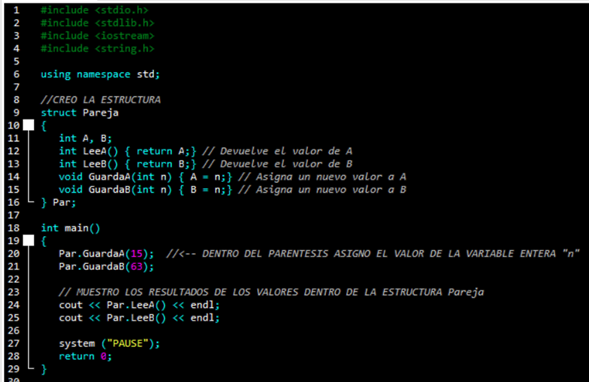 1 #include <stdio.h>
2 #include <stdlib.h>
3 #include <iostream>
4 #include <string.h>
5
6 using namespace std;
7
8 //CREO LA ESTRUCTURA
9 struct Pareja
10 {
11 int A, B;
12 int LeeA() { return A;} // Devuelve el valor de A
13 int LeeB() { return B;} // Devuelve el valor de B
14 void GuardaA(int n) { A = n;} // Asigna un nuevo valor a A
15 void GuardaB(int n) { B = n;} // Asigna un nuevo valor a B
16 } Par;
17
18 int main()
19 {
20 Par.GuardaA(15); //<-- DENTRO DEL PARENTESIS ASIGNO EL VALOR DE LA VARIABLE ENTERA "n"
21 Par.GuardaB(63);
22
23 // MUESTRO LOS RESULTADOS DE LOS VALORES DENTRO DE LA ESTRUCTURA Pareja
24 cout << Par.LeeA() << endl;
25 cout << Par.LeeB() << endl;
26
27 system ("PAUSE");
28 return 0;
29 }
30